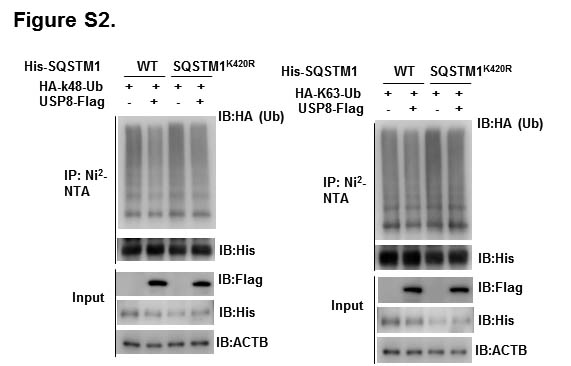 Figure S2.
His-SQSTM1 WT SQSTM1K420R
HA-k48-Ub + + + +
USP8-Flag - + - +
IB:HA (Ub)
IP: Ni2-
NTA
IB:His
IB:Flag
Input
IB:His
IB:ACTB
His-SQSTM1 WT SQSTM1K420R
HA-K63-Ub + + + +
USP8-Flag - + - +
IB:HA (Ub)
IP: Ni2-
NTA
IB:His
IB:Flag
Input
IB:His
IB:ACTB